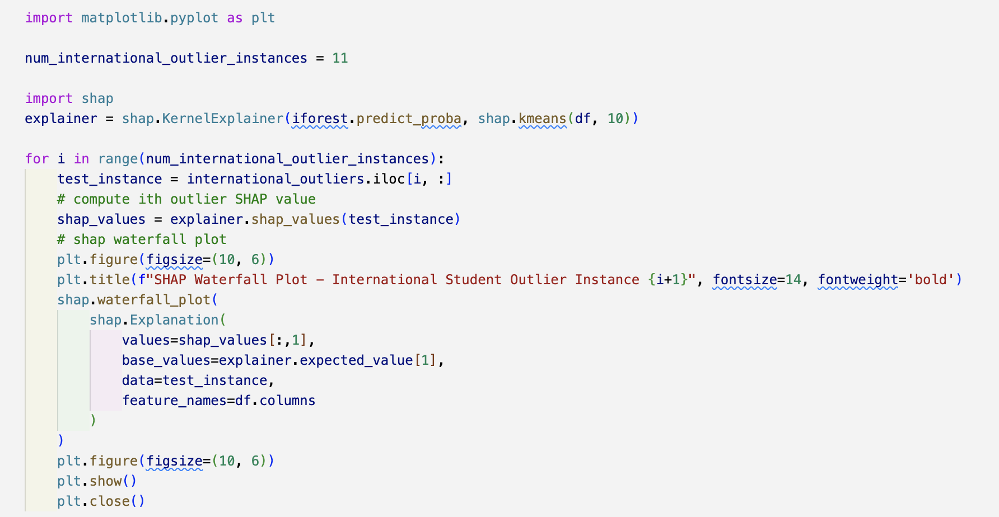 import matplotlib.pyplot as plt
num_international_outlier_instances = 11
import shap
explainer = shap.KernelExplainer(iforest.predict_proba, shap.kmeans(df, 10))
for i in range(num_international_outlier_instances):
    test_instance = international_outliers.iloc[i, :]
    # compute ith outlier SHAP value
    shap_values = explainer.shap_values(test_instance)
    # shap waterfall plot
    plt.figure(figsize=(10, 6))
    plt.title(f"SHAP Waterfall Plot – International Student Outlier Instance {i+1}", fontsize=14, fontweight='bold')
    shap.waterfall_plot(
        shap.Explanation(
            values=shap_values[:,1],
            base_values=explainer.expected_value[1],
            data=test_instance,
            feature_names=df.columns
        )
    )
    plt.figure(figsize=(10, 6))
    plt.show()
    plt.close()